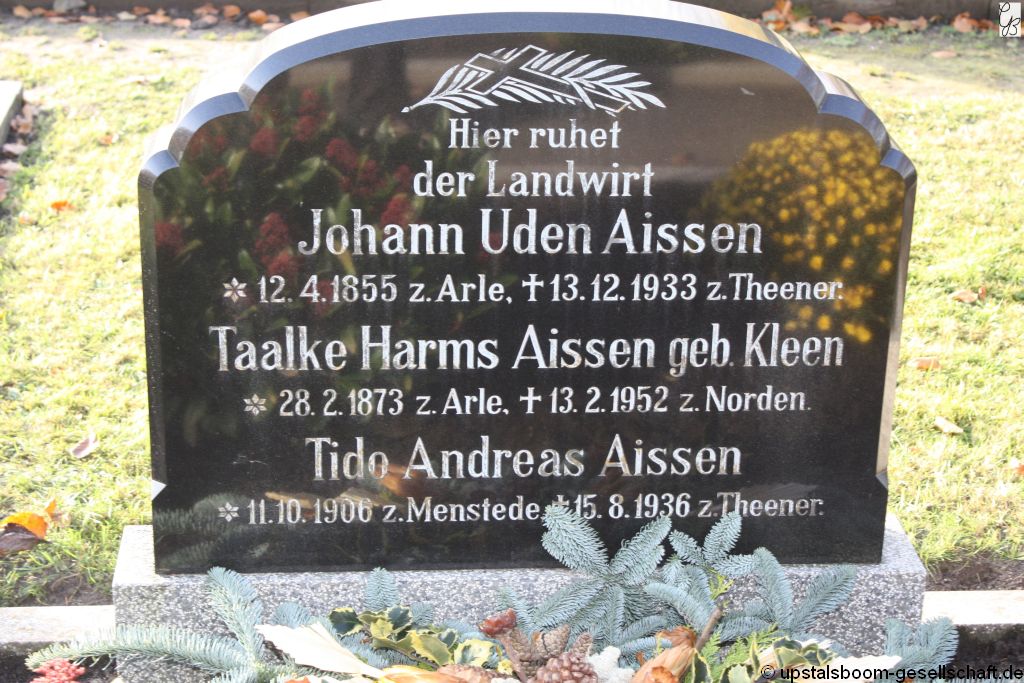 Hier ruhet
der Landwirt
Johann Uden Aissen
* 12. 4. 1855 z. Arle, † 13. 12. 1933 z. Theener.
Taalke Harms Aissen geb. Kleen
* 28. 2. 1873 z. Arle, † 13. 2. 1952 z. Norden.
Tido Andreas Aissen
* 11. 10. 1906 z. Menstede, † 15. 8. 1936 z. Theener.
© upstalsboom-gesellschaft.de